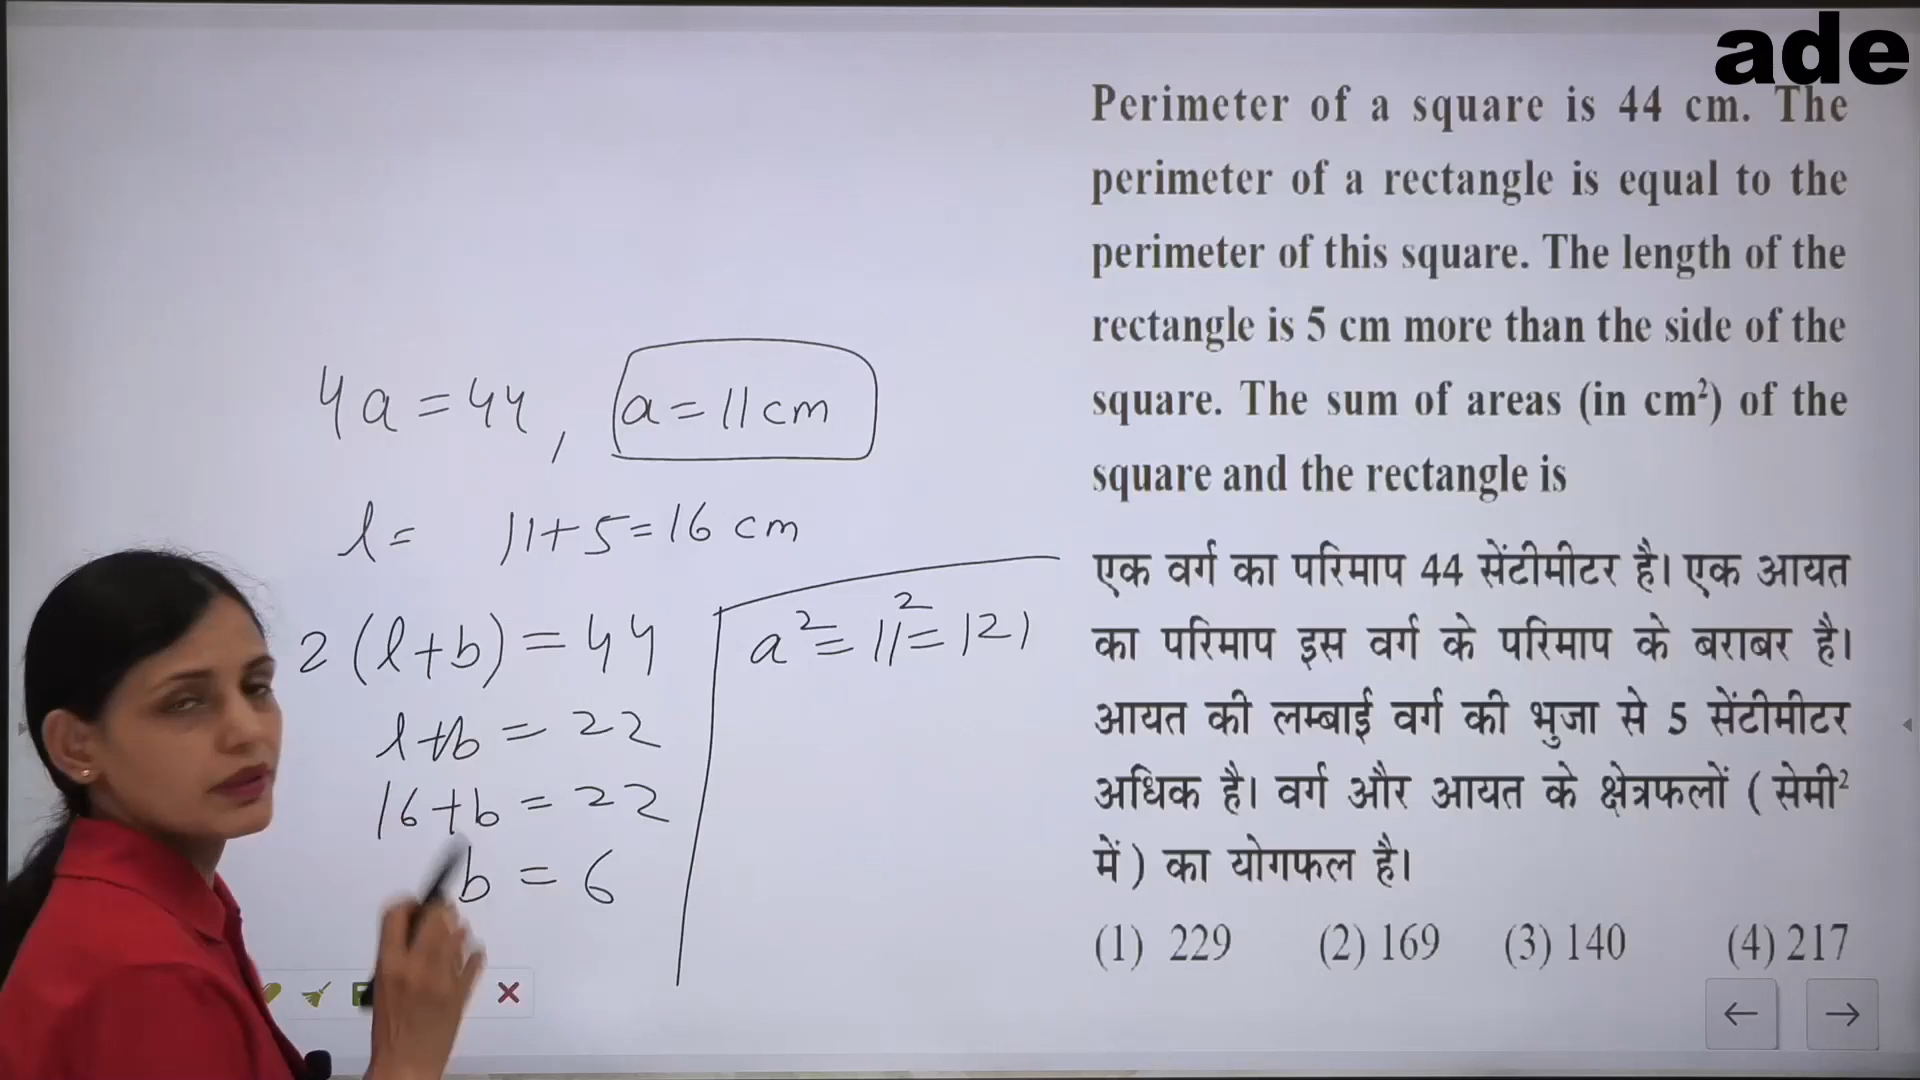 ade
Perimeter of a square is 44 cm. The
perimeter of a rectangle is equal to the
perimeter of this square. The length of the
rectangle is 5 cm more than the side of the
square. The sum of areas (in cm²) of the
square and the rectangle is
एक वर्ग का परिमाप 44 सेंटीमीटर है। एक आयत
का परिमाप इस वर्ग के परिमाप के बराबर है।
आयत की लम्बाई वर्ग की भुजा से 5 सेंटीमीटर
अधिक है। वर्ग और आयत के क्षेत्रफलों ( सेमी²
में ) का योगफल है।
(1) 229 (2) 169 (3) 140 (4) 217
4a = 44, a = 11 cm
l = 11 + 5 = 16 cm
2 (l + b) = 44
l + b = 22
16 + b = 22
b = 6
a² = 11² = 121